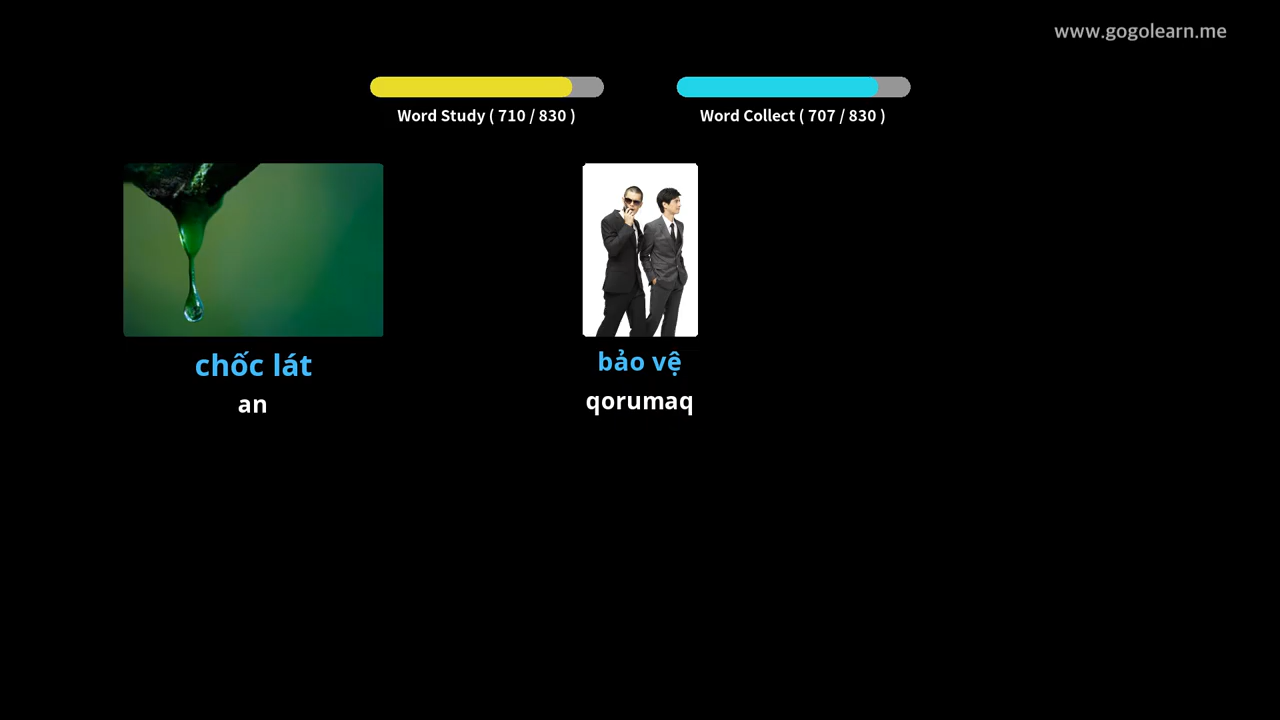 www.gogolearn.me
Word Study ( 710 / 830 )
Word Collect ( 707 / 830 )
chốc lát
an
bảo vệ
qorumaq